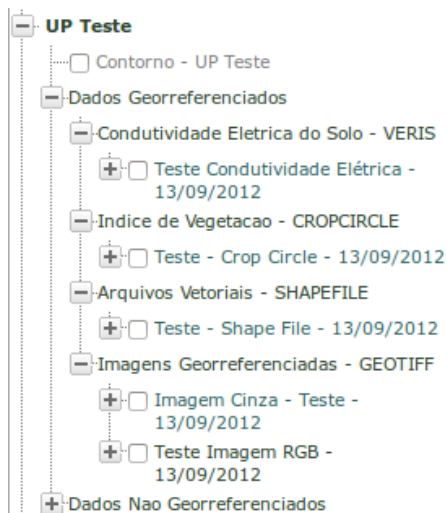 UP Teste
Contorno - UP Teste
Dados Georreferenciados
Condutividade Eletrica do Solo - VERIS
Teste Condutividade Elétrica -
13/09/2012
Indice de Vegetacao - CROPCIRCLE
Teste - Crop Circle - 13/09/2012
Arquivos Vetoriais - SHAPEFILE
Teste - Shape File - 13/09/2012
Imagens Georreferenciadas - GEOTIFF
Imagem Cinza - Teste -
13/09/2012
Teste Imagem RGB -
13/09/2012
Dados Nao Georreferenciados